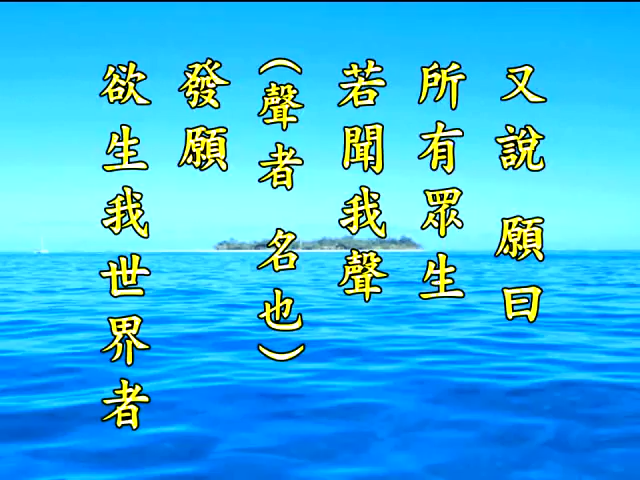 又說 願曰
所有眾生
若聞我聲
（聲者 名也）
發願
欲生我世界者